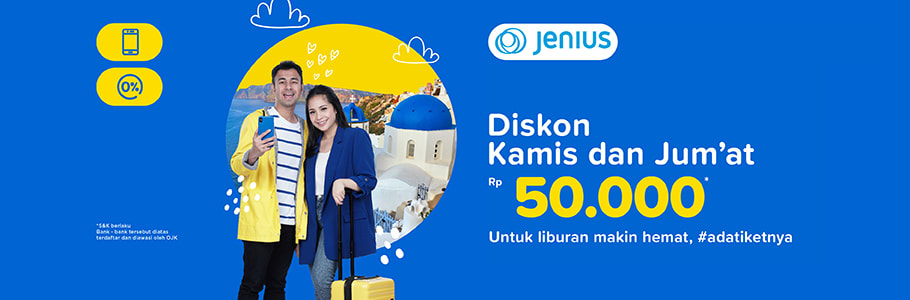 0%
jenius
Diskon
Kamis dan Jum'at
Rp 50.000*
Untuk liburan makin hemat, #adatiketnya
*S&K berlaku
Bank - bank tersebut diatas
terdaftar dan diawasi oleh OJK